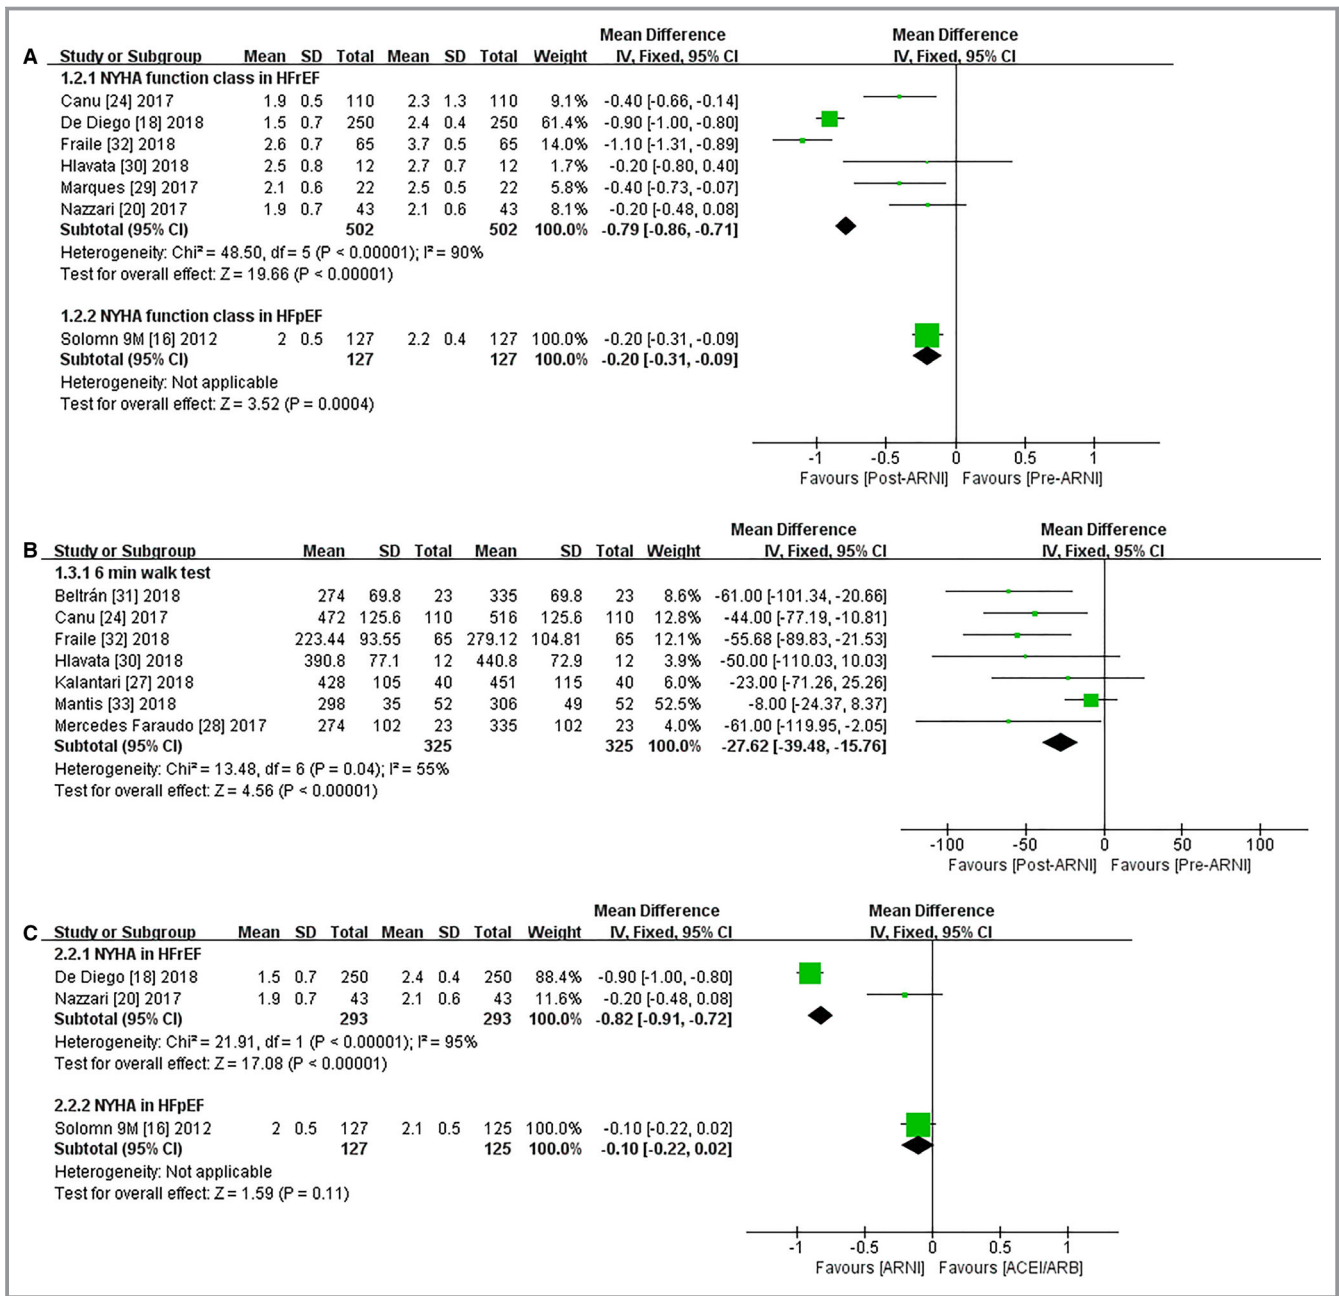 Mean Difference Mean Difference
A Study or Subgroup Mean SD Total Mean SD Total Weight IV, Fixed, 95% CI IV, Fixed, 95% CI
1.2.1 NYHA function class in HFrEF
Canu [24] 2017 1.9 0.5 110 2.3 1.3 110 9.1% -0.40 [-0.66, -0.14]
De Diego [18] 2018 1.5 0.7 250 2.4 0.4 250 61.4% -0.90 [-1.00, -0.80]
Fraile [32] 2018 2.6 0.7 65 3.7 0.5 65 14.0% -1.10 [-1.31, -0.89]
Hlavata [30] 2018 2.5 0.8 12 2.7 0.7 12 1.7% -0.20 [-0.80, 0.40]
Marques [29] 2017 2.1 0.6 22 2.5 0.5 22 5.8% -0.40 [-0.73, -0.07]
Nazzari [20] 2017 1.9 0.7 43 2.1 0.6 43 8.1% -0.20 [-0.48, 0.08]
Subtotal (95% CI) 502 502 100.0% -0.79 [-0.86, -0.71]
Heterogeneity: Chi² = 48.50, df = 5 (P < 0.00001); I² = 90%
Test for overall effect: Z = 19.66 (P < 0.00001)
1.2.2 NYHA function class in HFpEF
Solomn 9M [16] 2012 2 0.5 127 2.2 0.4 127 100.0% -0.20 [-0.31, -0.09]
Subtotal (95% CI) 127 127 100.0% -0.20 [-0.31, -0.09]
Heterogeneity: Not applicable
Test for overall effect: Z = 3.52 (P = 0.0004)
-1 -0.5 0 0.5 1
Favours [Post-ARNI] Favours [Pre-ARNI]
Mean Difference Mean Difference
B Study or Subgroup Mean SD Total Mean SD Total Weight IV, Fixed, 95% CI IV, Fixed, 95% CI
1.3.1 6 min walk test
Beltrán [31] 2018 274 69.8 23 335 69.8 23 8.6% -61.00 [-101.34, -20.66]
Canu [24] 2017 472 125.6 110 516 125.6 110 12.8% -44.00 [-77.19, -10.81]
Fraile [32] 2018 223.44 93.55 65 279.12 104.81 65 12.1% -55.68 [-89.83, -21.53]
Hlavata [30] 2018 390.8 77.1 12 440.8 72.9 12 3.9% -50.00 [-110.03, 10.03]
Kalantari [27] 2018 428 105 40 451 115 40 6.0% -23.00 [-71.26, 25.26]
Mantis [33] 2018 298 35 52 306 49 52 52.5% -8.00 [-24.37, 8.37]
Mercedes Faraudo [28] 2017 274 102 23 335 102 23 4.0% -61.00 [-119.95, -2.05]
Subtotal (95% CI) 325 325 100.0% -27.62 [-39.48, -15.76]
Heterogeneity: Chi² = 13.48, df = 6 (P = 0.04); I² = 55%
Test for overall effect: Z = 4.56 (P < 0.00001)
-100 -50 0 50 100
Favours [Post-ARNI] Favours [Pre-ARNI]
Mean Difference Mean Difference
C Study or Subgroup Mean SD Total Mean SD Total Weight IV, Fixed, 95% CI IV, Fixed, 95% CI
2.2.1 NYHA in HFrEF
De Diego [18] 2018 1.5 0.7 250 2.4 0.4 250 88.4% -0.90 [-1.00, -0.80]
Nazzari [20] 2017 1.9 0.7 43 2.1 0.6 43 11.6% -0.20 [-0.48, 0.08]
Subtotal (95% CI) 293 293 100.0% -0.82 [-0.91, -0.72]
Heterogeneity: Chi² = 21.91, df = 1 (P < 0.00001); I² = 95%
Test for overall effect: Z = 17.08 (P < 0.00001)
2.2.2 NYHA in HFpEF
Solomn 9M [16] 2012 2 0.5 127 2.1 0.5 125 100.0% -0.10 [-0.22, 0.02]
Subtotal (95% CI) 127 125 100.0% -0.10 [-0.22, 0.02]
Heterogeneity: Not applicable
Test for overall effect: Z = 1.59 (P = 0.11)
-1 -0.5 0 0.5 1
Favours [ARNI] Favours [ACEI/ARB]